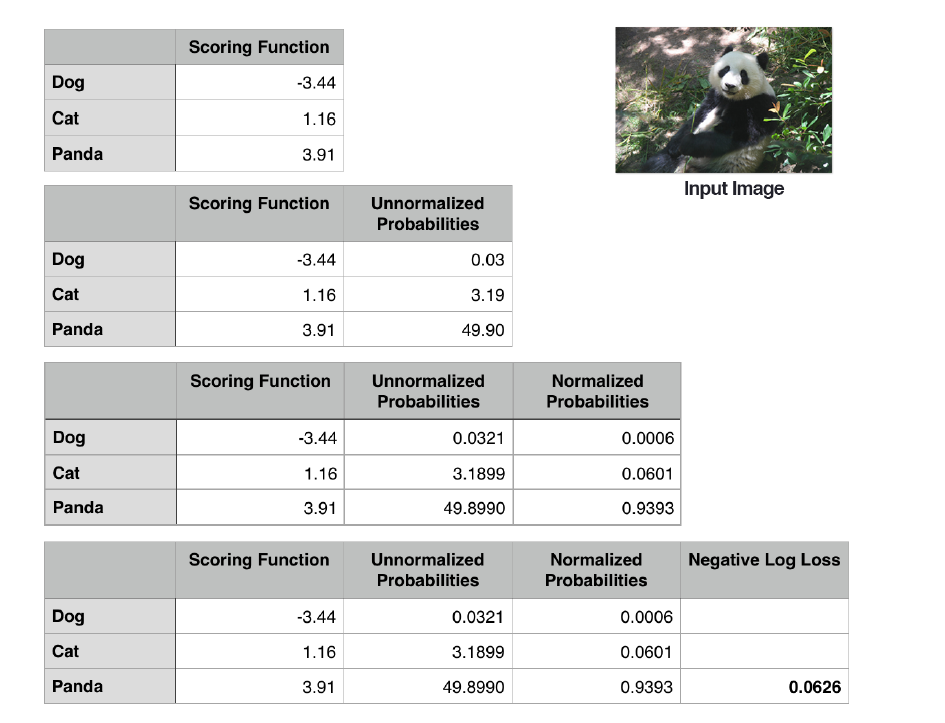 Scoring Function
Dog -3.44
Cat 1.16
Panda 3.91
Input Image
Scoring Function Unnormalized
Probabilities
Dog -3.44 0.03
Cat 1.16 3.19
Panda 3.91 49.90
Scoring Function Unnormalized Normalized
Probabilities Probabilities
Dog -3.44 0.0321 0.0006
Cat 1.16 3.1899 0.0601
Panda 3.91 49.8990 0.9393
Scoring Function Unnormalized Normalized Negative Log Loss
Probabilities Probabilities
Dog -3.44 0.0321 0.0006
Cat 1.16 3.1899 0.0601
Panda 3.91 49.8990 0.9393 0.0626